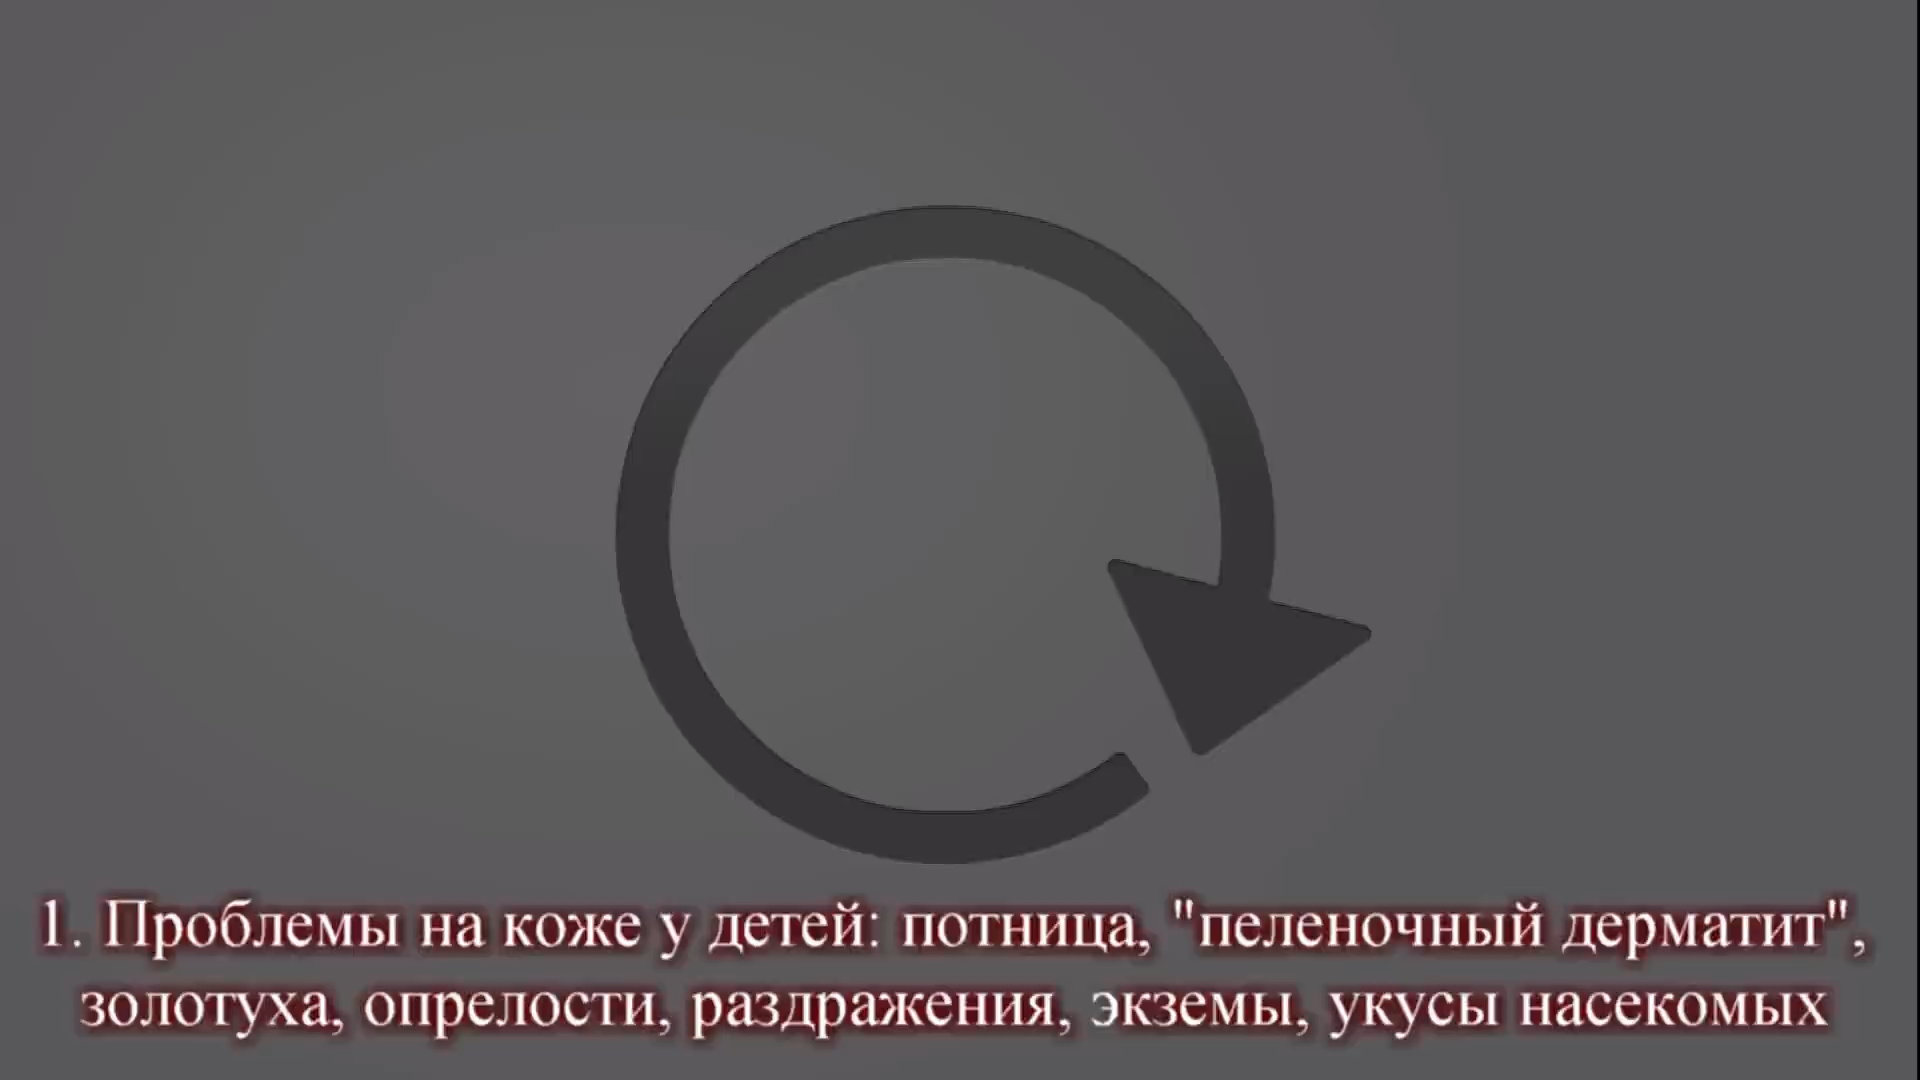 1. Проблемы на коже у детей: потница, "пеленочный дерматит",
золотуха, опрелости, раздражения, экземы, укусы насекомых